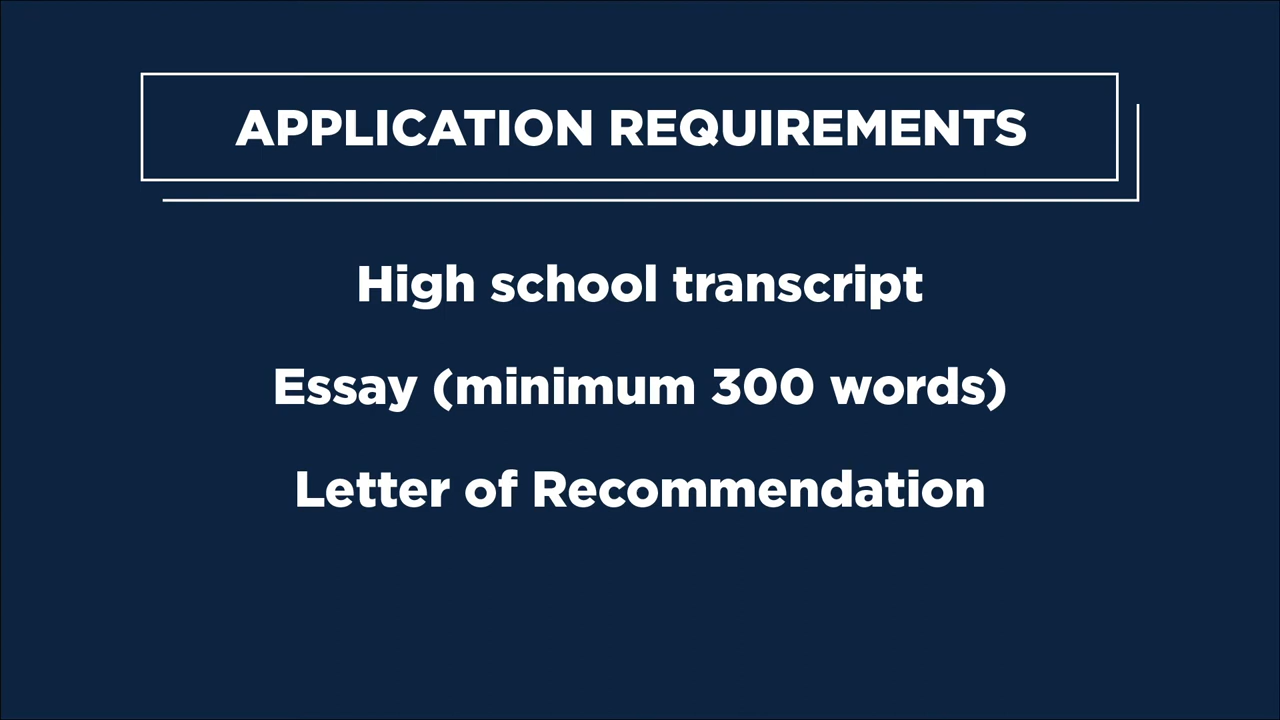 APPLICATION REQUIREMENTS
High school transcript
Essay (minimum 300 words)
Letter of Recommendation